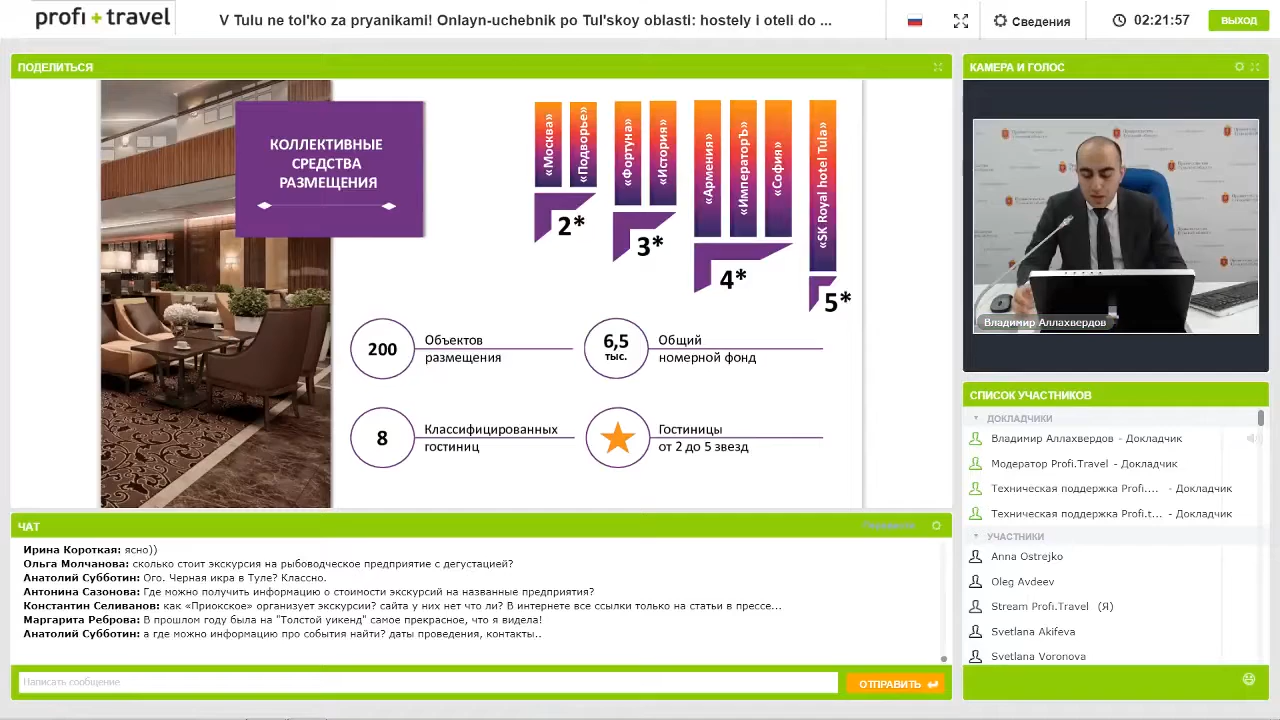 profi + travel
V Tulu ne tol'ko za pryanikami! Onlayn-uchebnik po Tul'skoy oblasti: hostely i oteli do ...
Сведения
02:21:57
ВЫХОД
ПОДЕЛИТЬСЯ
КОЛЛЕКТИВНЫЕ
СРЕДСТВА
РАЗМЕЩЕНИЯ
«Москва»
«Подворье»
2*
«Фортуна»
«История»
3*
«Армения»
«ИмператорЪ»
«София»
4*
«SK Royal hotel Tula»
5*
200
Объектов
размещения
6,5
тыс.
Общий
номерной фонд
8
Классифицированных
гостиниц
Гостиницы
от 2 до 5 звезд
КАМЕРА И ГОЛОС
Владимир Аллахвердов
СПИСОК УЧАСТНИКОВ
ДОКЛАДЧИКИ
Владимир Аллахвердов - Докладчик
Модератор Profi.Travel - Докладчик
Техническая поддержка Profi.... - Докладчик
Техническая поддержка Profi.t... - Докладчик
УЧАСТНИКИ
Anna Ostrejko
Oleg Avdeev
Stream Profi.Travel (Я)
Svetlana Akifeva
Svetlana Voronova
ЧАТ
Ирина Короткая: ясно))
Ольга Молчанова: сколько стоит экскурсия на рыбоводческое предприятие с дегустацией?
Анатолий Субботин: Ого. Черная икра в Туле? Классно.
Антонина Сазонова: Где можно получить информацию о стоимости экскурсий на названные предприятия?
Константин Селиванов: как «Приокское» организует экскурсии? сайта у них нет что ли? В интернете все ссылки только на статьи в прессе...
Маргарита Реброва: В прошлом году была на "Толстой уикенд" самое прекрасное, что я видела!
Анатолий Субботин: а где можно информацию про события найти? даты проведения, контакты..
Написать сообщение
ОТПРАВИТЬ